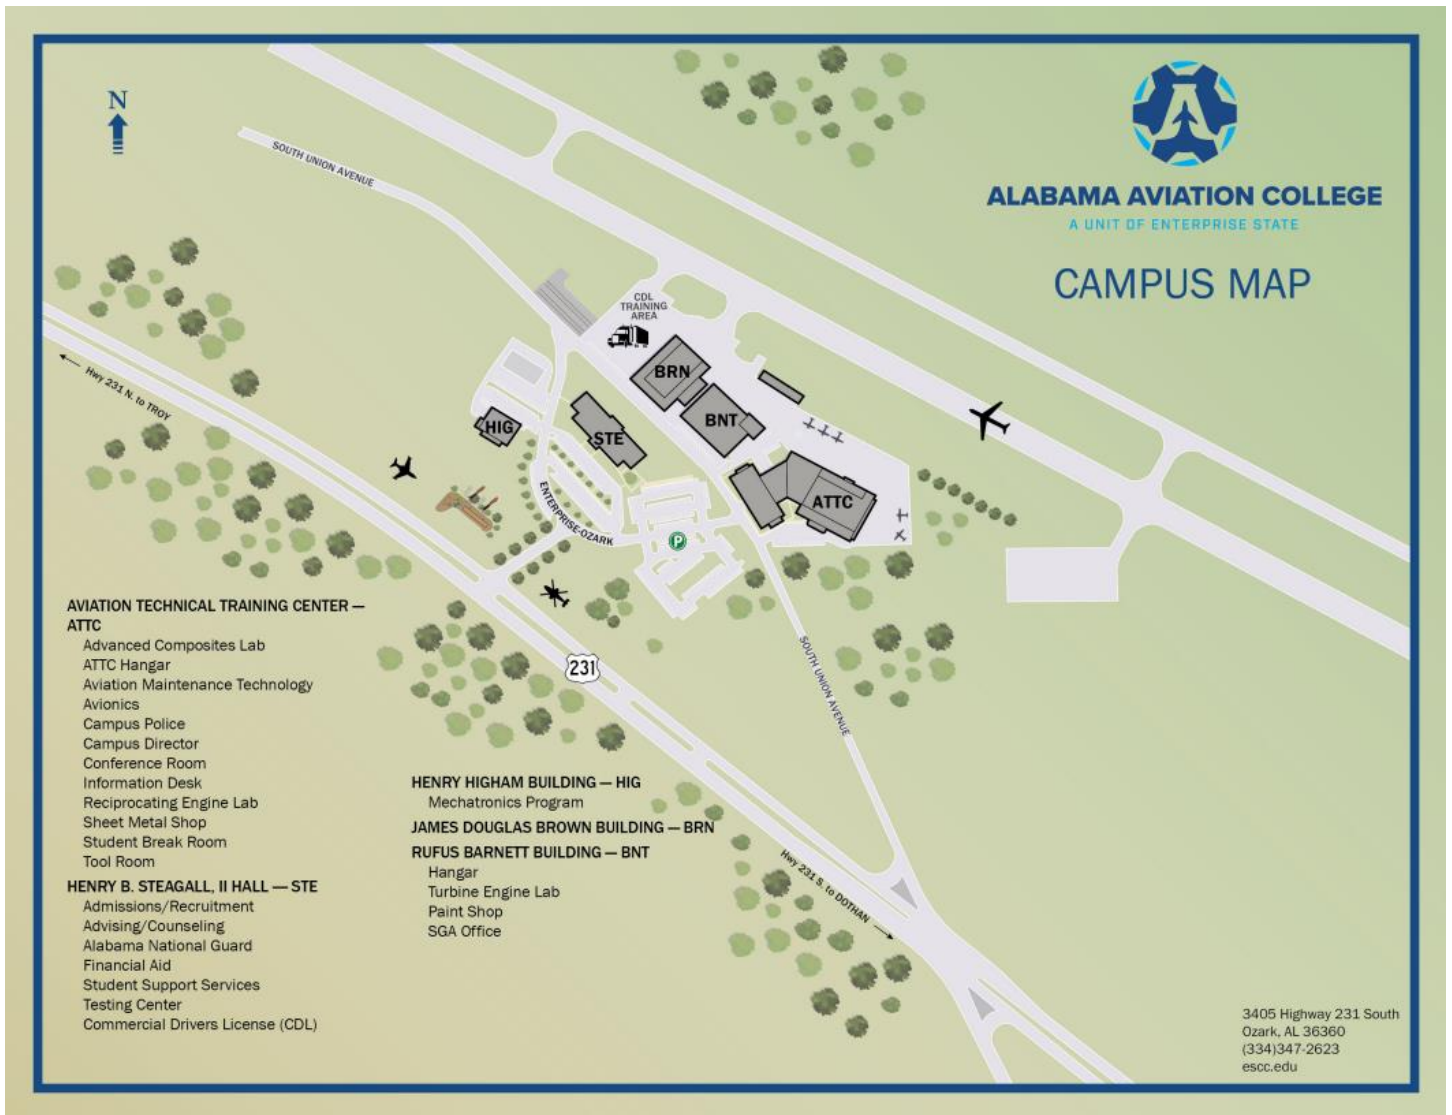 N
ALABAMA AVIATION COLLEGE
A UNIT OF ENTERPRISE STATE
CAMPUS MAP
SOUTH UNION AVENUE
CDL
TRAINING
AREA
BRN
BNT
HIG
STE
ATTC
Hwy 231 N. to TROY
ENTERPRISE-OZARK
P
231
SOUTH UNION AVENUE
Hwy 231 S. to DOTHAN
AVIATION TECHNICAL TRAINING CENTER —
ATTC
Advanced Composites Lab
ATTC Hangar
Aviation Maintenance Technology
Avionics
Campus Police
Campus Director
Conference Room
Information Desk
Reciprocating Engine Lab
Sheet Metal Shop
Student Break Room
Tool Room
HENRY B. STEAGALL, II HALL — STE
Admissions/Recruitment
Advising/Counseling
Alabama National Guard
Financial Aid
Student Support Services
Testing Center
Commercial Drivers License (CDL)
HENRY HIGHAM BUILDING — HIG
Mechatronics Program
JAMES DOUGLAS BROWN BUILDING — BRN
RUFUS BARNETT BUILDING — BNT
Hangar
Turbine Engine Lab
Paint Shop
SGA Office
3405 Highway 231 South
Ozark, AL 36360
(334)347-2623
escc.edu